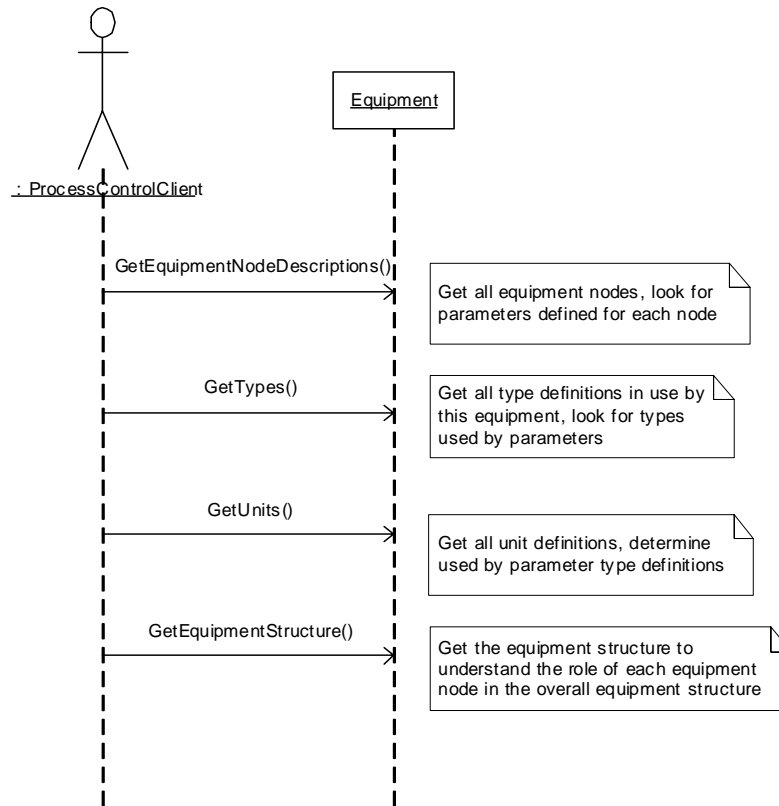 Equipment
: ProcessControlClient
GetEquipmentNodeDescriptions()
Get all equipment nodes, look for
parameters defined for each node
GetTypes()
Get all type definitions in use by
this equipment, look for types
used by parameters
GetUnits()
Get all unit definitions, determine
used by parameter type definitions
GetEquipmentStructure()
Get the equipment structure to
understand the role of each equipment
node in the overall equipment structure